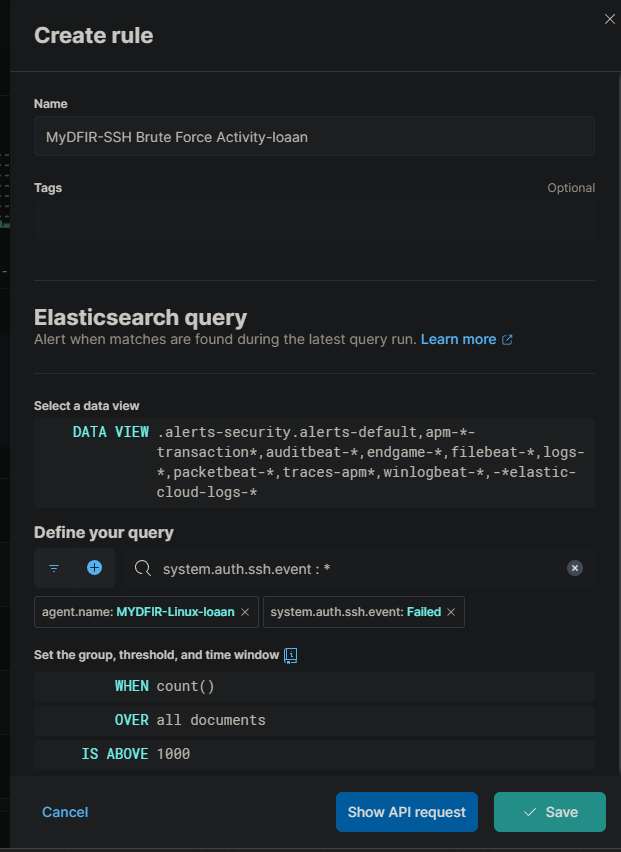 Create rule
Name
MyDFIR-SSH Brute Force Activity-loaan
Tags
Optional
Elasticsearch query
Alert when matches are found during the latest query run. Learn more
Select a data view
DATA VIEW .alerts-security.alerts-default,apm-*-
transaction*,auditbeat-*,endgame-*,filebeat-*,logs-
*,packetbeat-*,traces-apm*,winlogbeat-*,-*elastic-
cloud-logs-*
Define your query
system.auth.ssh.event : *
agent.name: MYDFIR-Linux-loaan
system.auth.ssh.event: Failed
Set the group, threshold, and time window
WHEN count()
OVER all documents
IS ABOVE 1000
Cancel
Show API request
Save